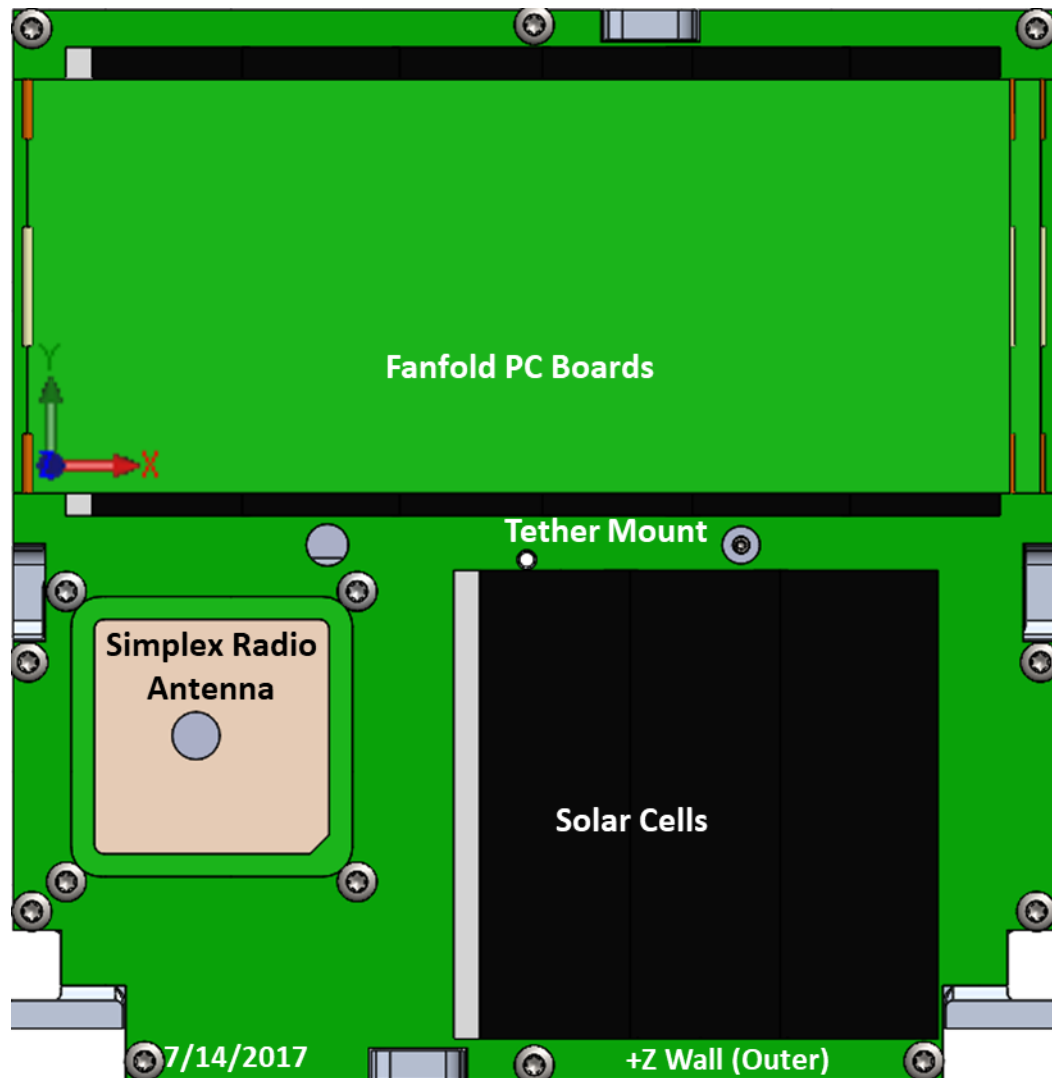 Y
Z
X
Fanfold PC Boards
Tether Mount
Simplex Radio
Antenna
Solar Cells
7/14/2017
+Z Wall (Outer)